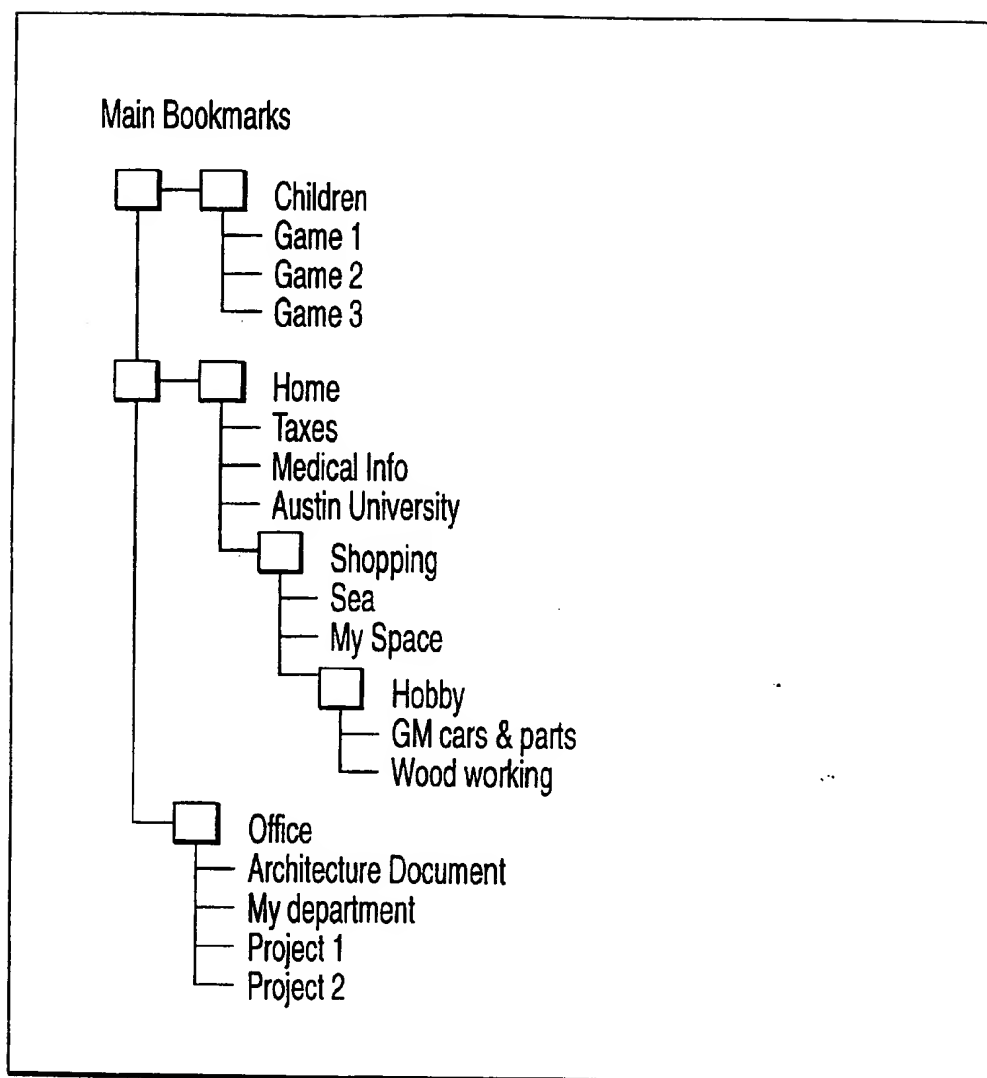 Main Bookmarks
Children
Game 1
Game 2
Game 3
Home
Taxes
Medical Info
Austin University
Shopping
Sea
My Space
Hobby
GM cars & parts
Wood working
Office
Architecture Document
My department
Project 1
Project 2